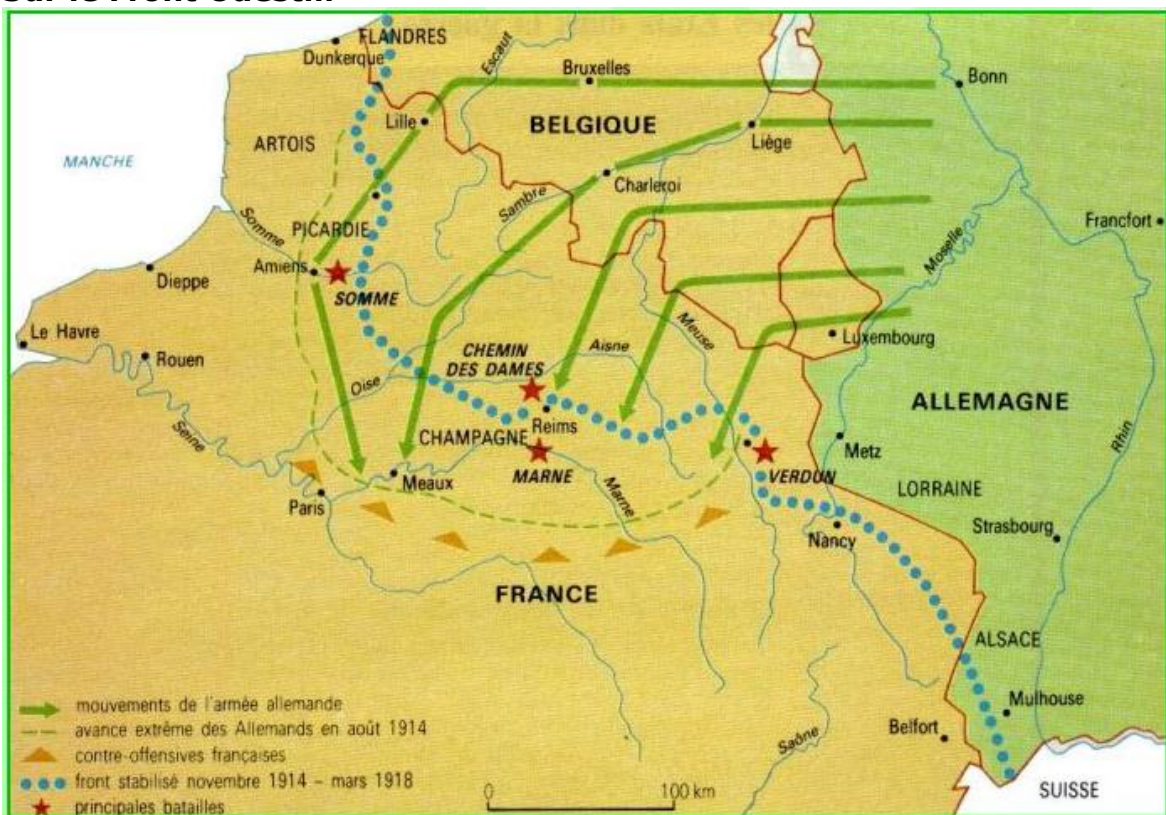 Sur le Front Ouest...
FLANDRES
Dunkerque
Escaut
Bruxelles
Bonn
Lille
BELGIQUE
ARTOIS
Liège
MANCHE
Charleroi
Sambre
Somme
PICARDIE
Francfort
Moselle
Amiens
Dieppe
SOMME
Meuse
Le Havre
Luxembourg
Rouen
Aisne
CHEMIN
DES DAMES
Oise
ALLEMAGNE
Reims
Seine
CHAMPAGNE
Rhin
Metz
MARNE
VERDUN
Meaux
LORRAINE
Paris
Marne
Strasbourg
Nancy
FRANCE
ALSACE
Mulhouse
Belfort
Saône
SUISSE
mouvements de l'armée allemande
avance extrême des Allemands en août 1914
contre-offensives françaises
front stabilisé novembre 1914 – mars 1918
principales batailles
0 100 km